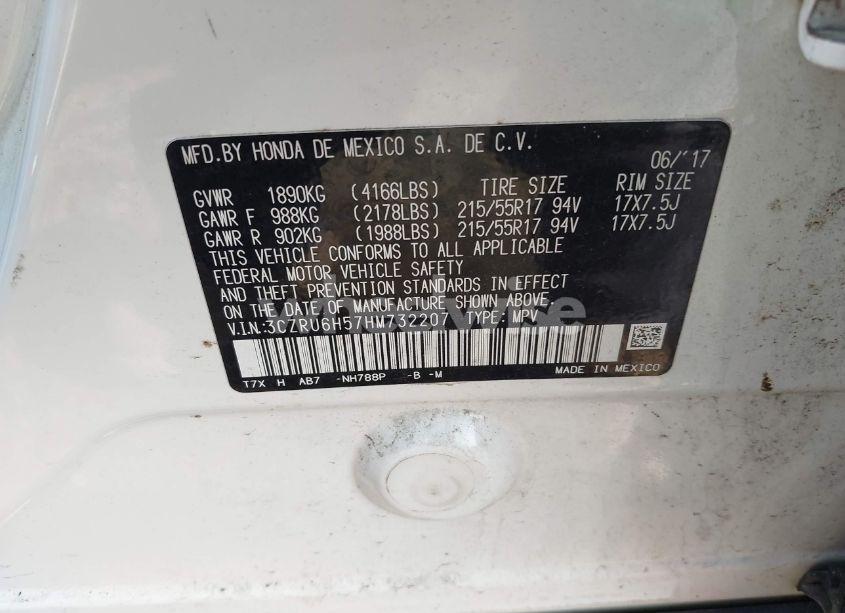 MFD.BY HONDA DE MEXICO S.A. DE C.V. 06/'17
GVWR 1890KG (4166LBS) TIRE SIZE RIM SIZE
GAWR F 988KG (2178LBS) 215/55R17 94V 17X7.5J
GAWR R 902KG (1988LBS) 215/55R17 94V 17X7.5J
THIS VEHICLE CONFORMS TO ALL APPLICABLE
FEDERAL MOTOR VEHICLE SAFETY
AND THEFT PREVENTION STANDARDS IN EFFECT
ON THE DATE OF MANUFACTURE SHOWN ABOVE.
V.I.N:3CZRU6H57HM732207 TYPE: MPV
T7X H AB7 -NH788P -B -M MADE IN MEXICO